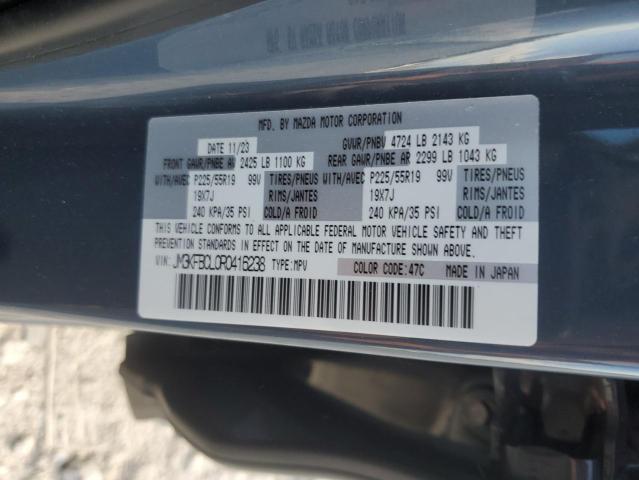 MFD. BY MAZDA MOTOR CORPORATION
DATE 11/23 GVWR/PNBV 4724 LB 2143 KG
FRONT GAWR/PNBE AR 2425 LB 1100 KG REAR GAWR/PNBE AR 2299 LB 1043 KG
WITH/AVEC P225/55R19 99V TIRES/PNEUS WITH/AVEC P225/55R19 99V TIRES/PNEUS
19X7J RIMS/JANTES 19X7J RIMS/JANTES
240 KPA/35 PSI COLD/A FROID 240 KPA/35 PSI COLD/A FROID
THIS VEHICLE CONFORMS TO ALL APPLICABLE FEDERAL MOTOR VEHICLE SAFETY AND THEFT
PREVENTION STANDARDS IN EFFECT ON THE DATE OF MANUFACTURE SHOWN ABOVE.
VIN: JM3KFBCL0R0416238 TYPE:MPV COLOR CODE:47C MADE IN JAPAN